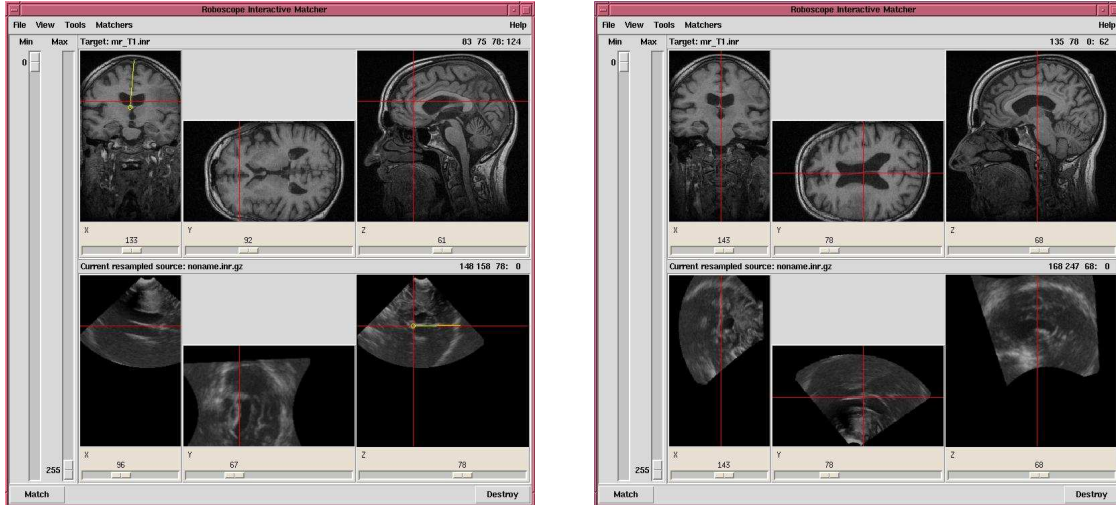 Roboscope Interactive Matcher
File View Tools Matchers Help
Min Max Target: mr_T1.inr 83 75 78:124
0
X Y Z
133 92 61
Current resampled source: noname.inr.gz 148 158 78: 0
255
X Y Z
96 67 78
Match Destroy
Roboscope Interactive Matcher
File View Tools Matchers Help
Min Max Target: mr_T1.inr 135 78 0: 62
0
X Y Z
143 78 68
Current resampled source: noname.inr.gz 168 247 68: 0
255
X Y Z
143 78 68
Match Destroy